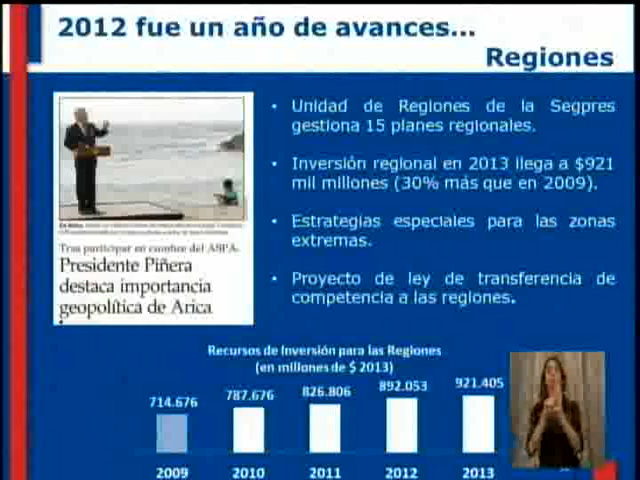 2012 fue un año de avances...
Regiones
Tras participar en cumbre del ASPA.
Presidente Piñera
destaca importancia
geopolítica de Arica
• Unidad de Regiones de la Segpres
gestiona 15 planes regionales.
• Inversión regional en 2013 llega a $921
mil millones (30% más que en 2009).
• Estrategias especiales para las zonas
extremas.
• Proyecto de ley de transferencia de
competencia a las regiones.
Recursos de Inversión para las Regiones
(en millones de $ 2013)
714.676 787.676 826.806 892.053 921.405
2009 2010 2011 2012 2013